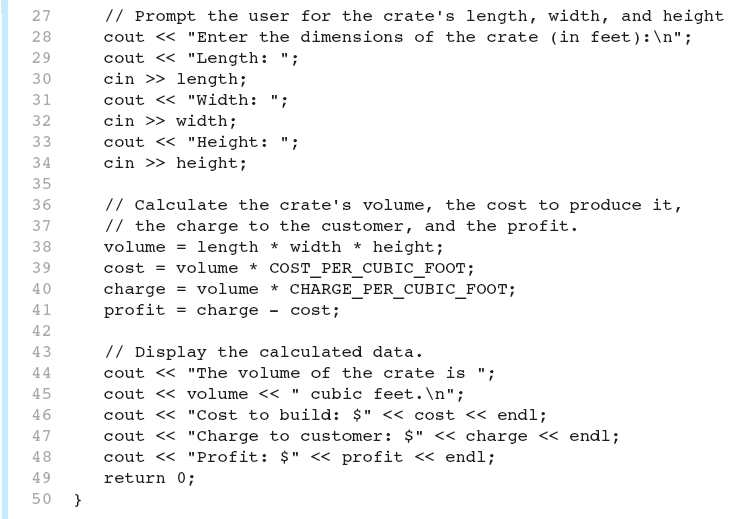 27 // Prompt the user for the crate's length, width, and height
28 cout << "Enter the dimensions of the crate (in feet):\n";
29 cout << "Length: ";
30 cin >> length;
31 cout << "Width: ";
32 cin >> width;
33 cout << "Height: ";
34 cin >> height;
35
36 // Calculate the crate's volume, the cost to produce it,
37 // the charge to the customer, and the profit.
38 volume = length * width * height;
39 cost = volume * COST_PER_CUBIC_FOOT;
40 charge = volume * CHARGE_PER_CUBIC_FOOT;
41 profit = charge - cost;
42
43 // Display the calculated data.
44 cout << "The volume of the crate is ";
45 cout << volume << " cubic feet.\n";
46 cout << "Cost to build: $" << cost << endl;
47 cout << "Charge to customer: $" << charge << endl;
48 cout << "Profit: $" << profit << endl;
49 return 0;
50 }